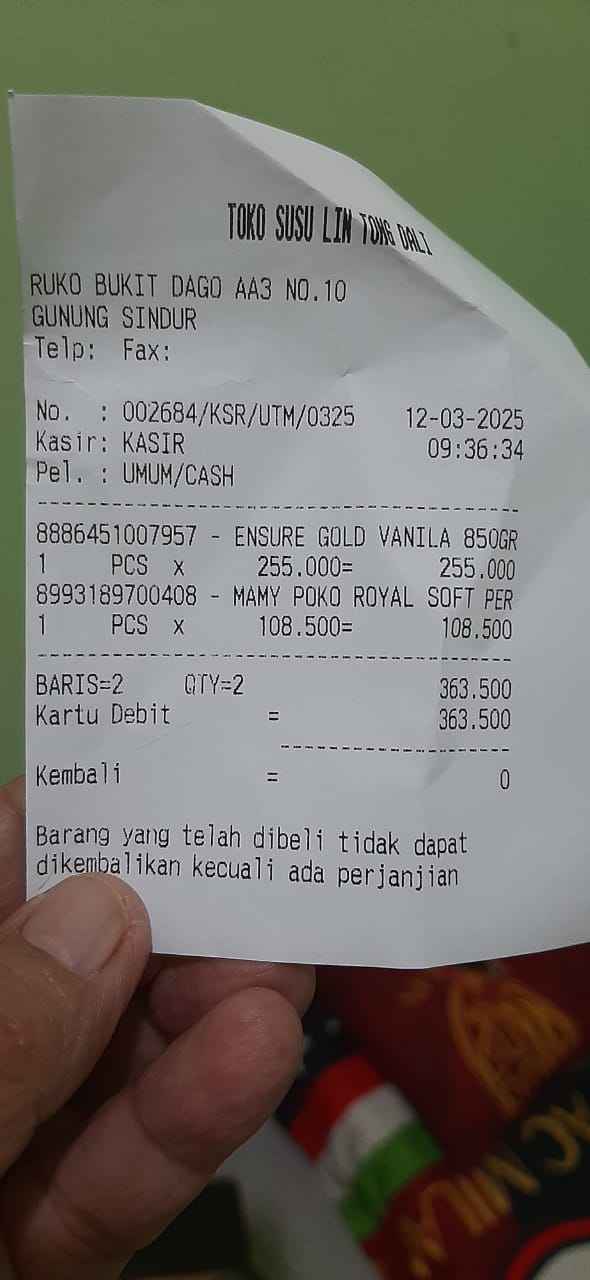 TOKO SUSU LIN TONG DALI
RUKO BUKIT DAGO AA3 NO.10
GUNUNG SINDUR
Telp: Fax:
No. : 002684/KSR/UTM/0325 12-03-2025
Kasir: KASIR 09:36:34
Pel. : UMUM/CASH
8886451007957 - ENSURE GOLD VANILA 850GR
1 PCS x 255.000= 255.000
8993189700408 - MAMY POKO ROYAL SOFT PER
1 PCS x 108.500= 108.500
BARIS=2 QTY=2 363.500
Kartu Debit = 363.500
Kembali = 0
Barang yang telah dibeli tidak dapat
dikembalikan kecuali ada perjanjian
AC MILA